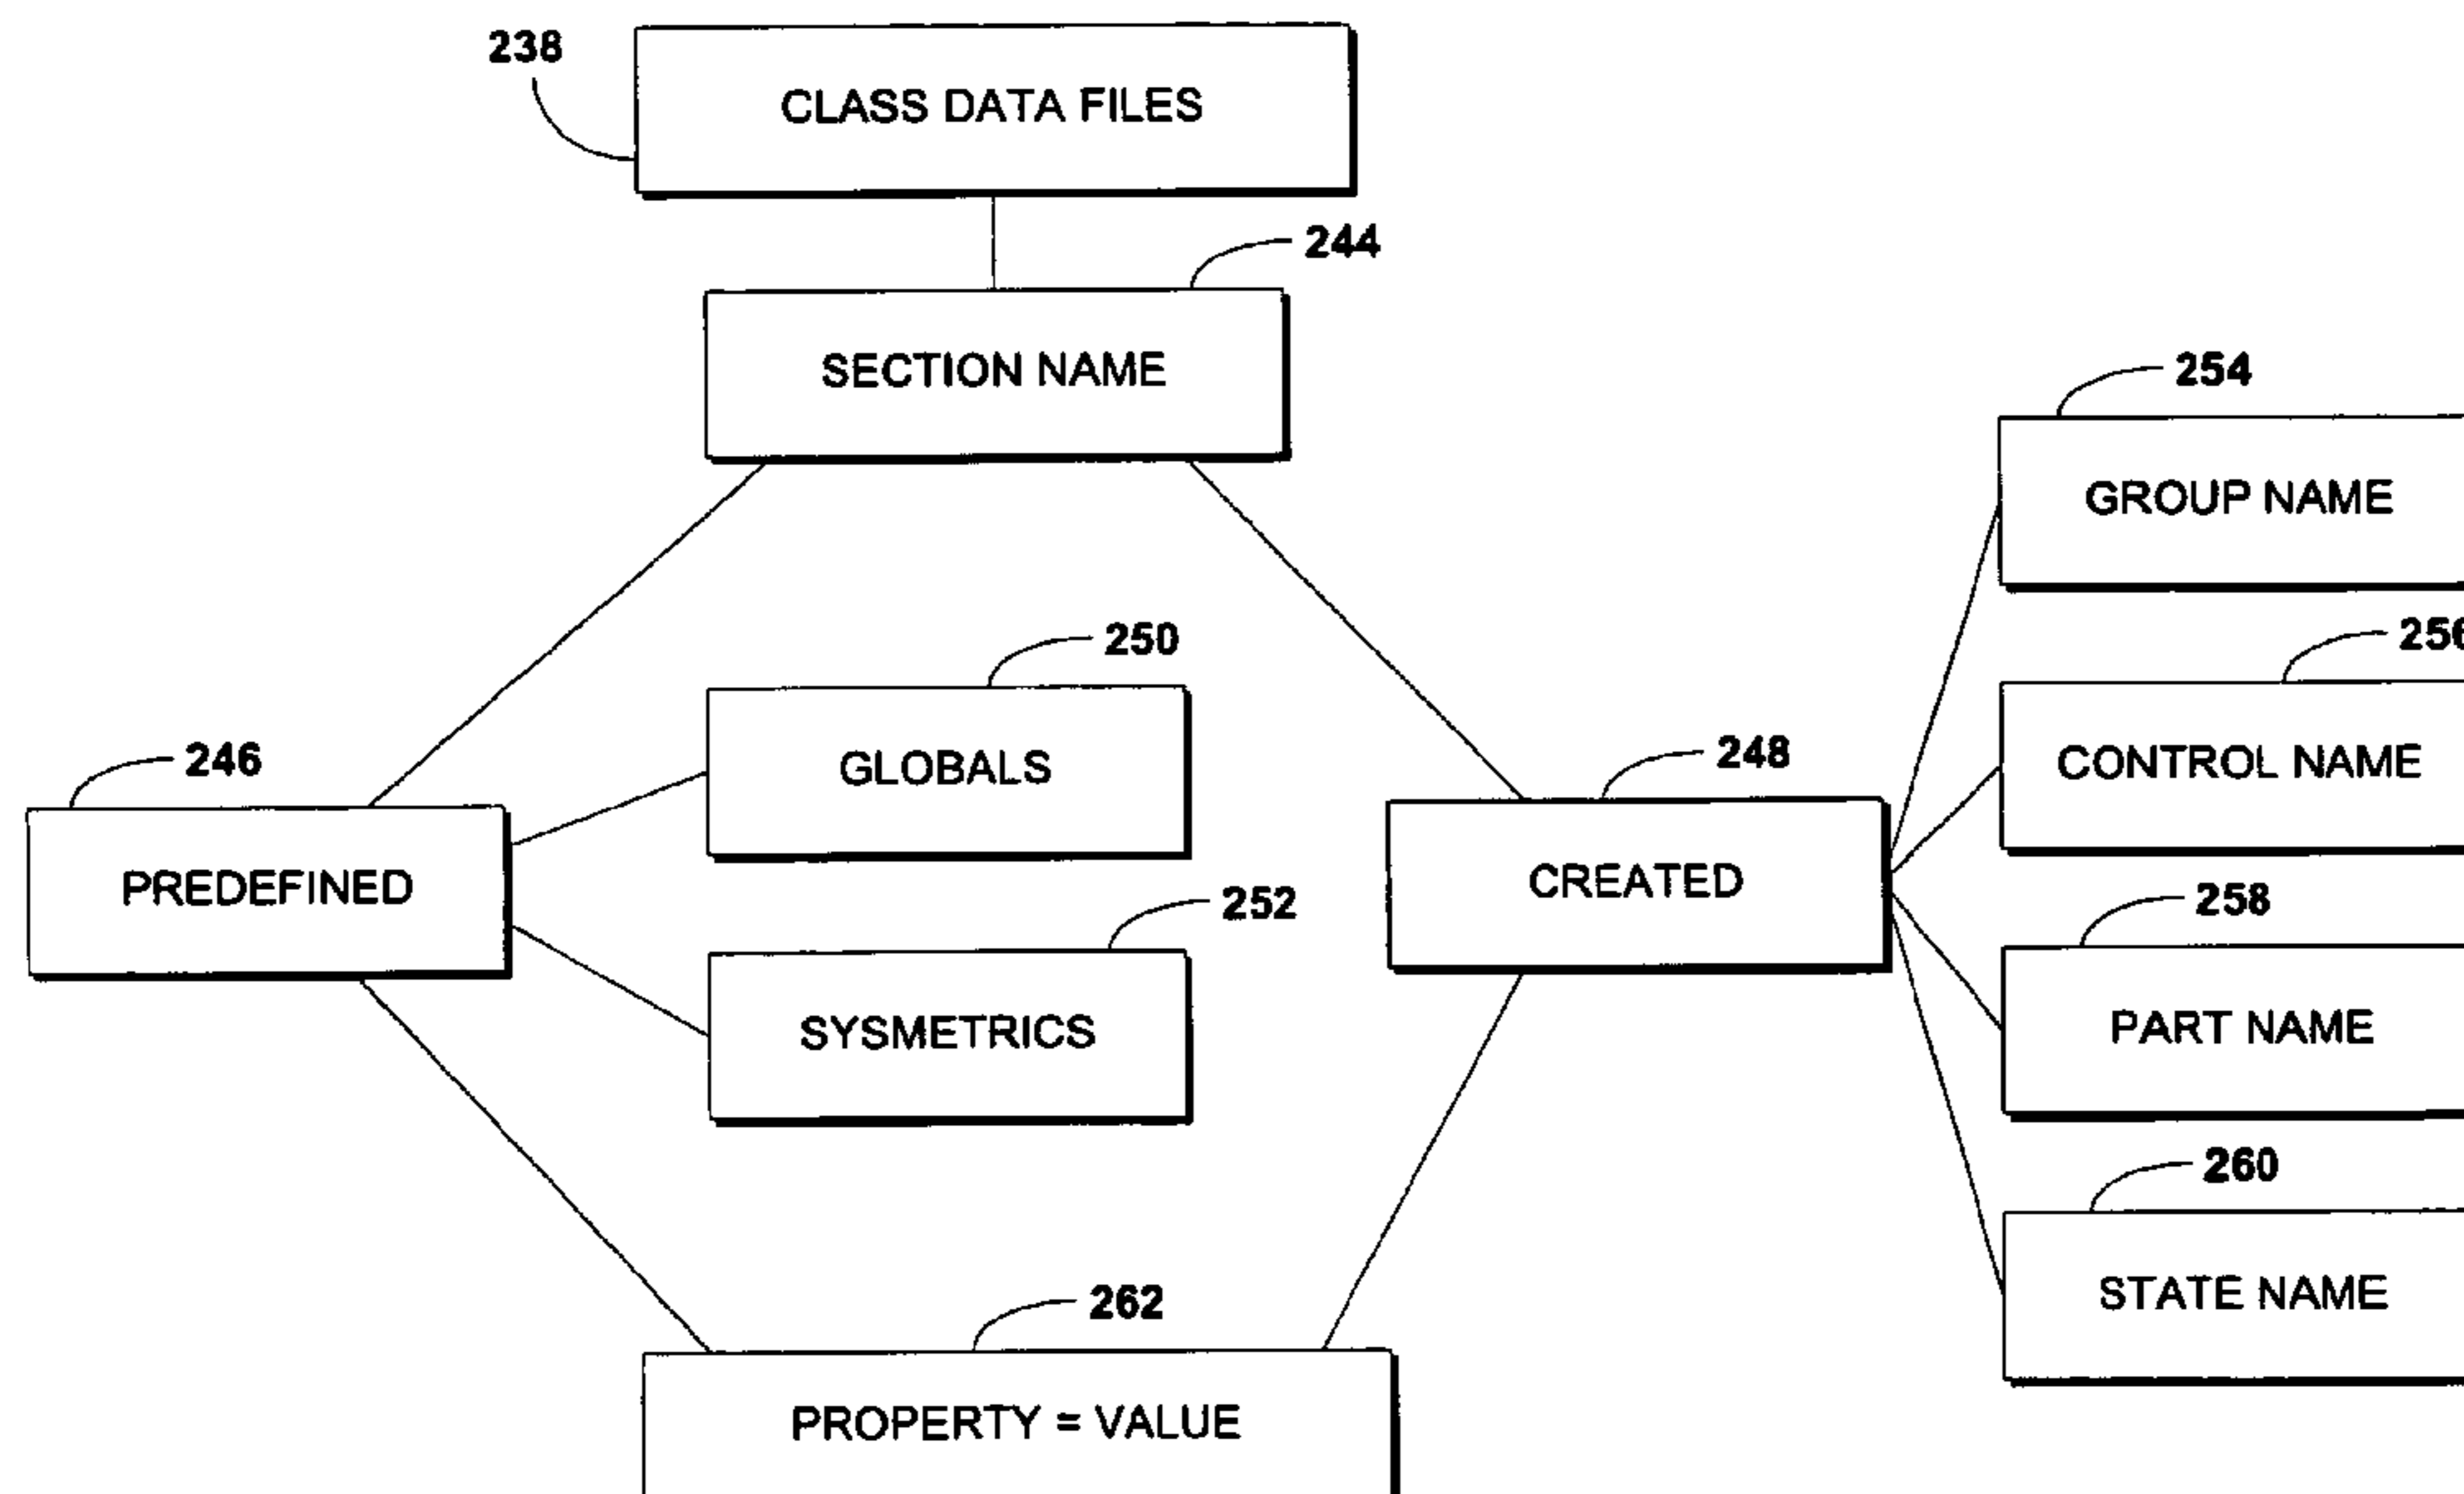 238
CLASS DATA FILES
244
SECTION NAME
254
GROUP NAME
250
256
GLOBALS
246
248
CONTROL NAME
PREDEFINED
CREATED
252
258
SYSMETRICS
PART NAME
260
STATE NAME
262
PROPERTY = VALUE